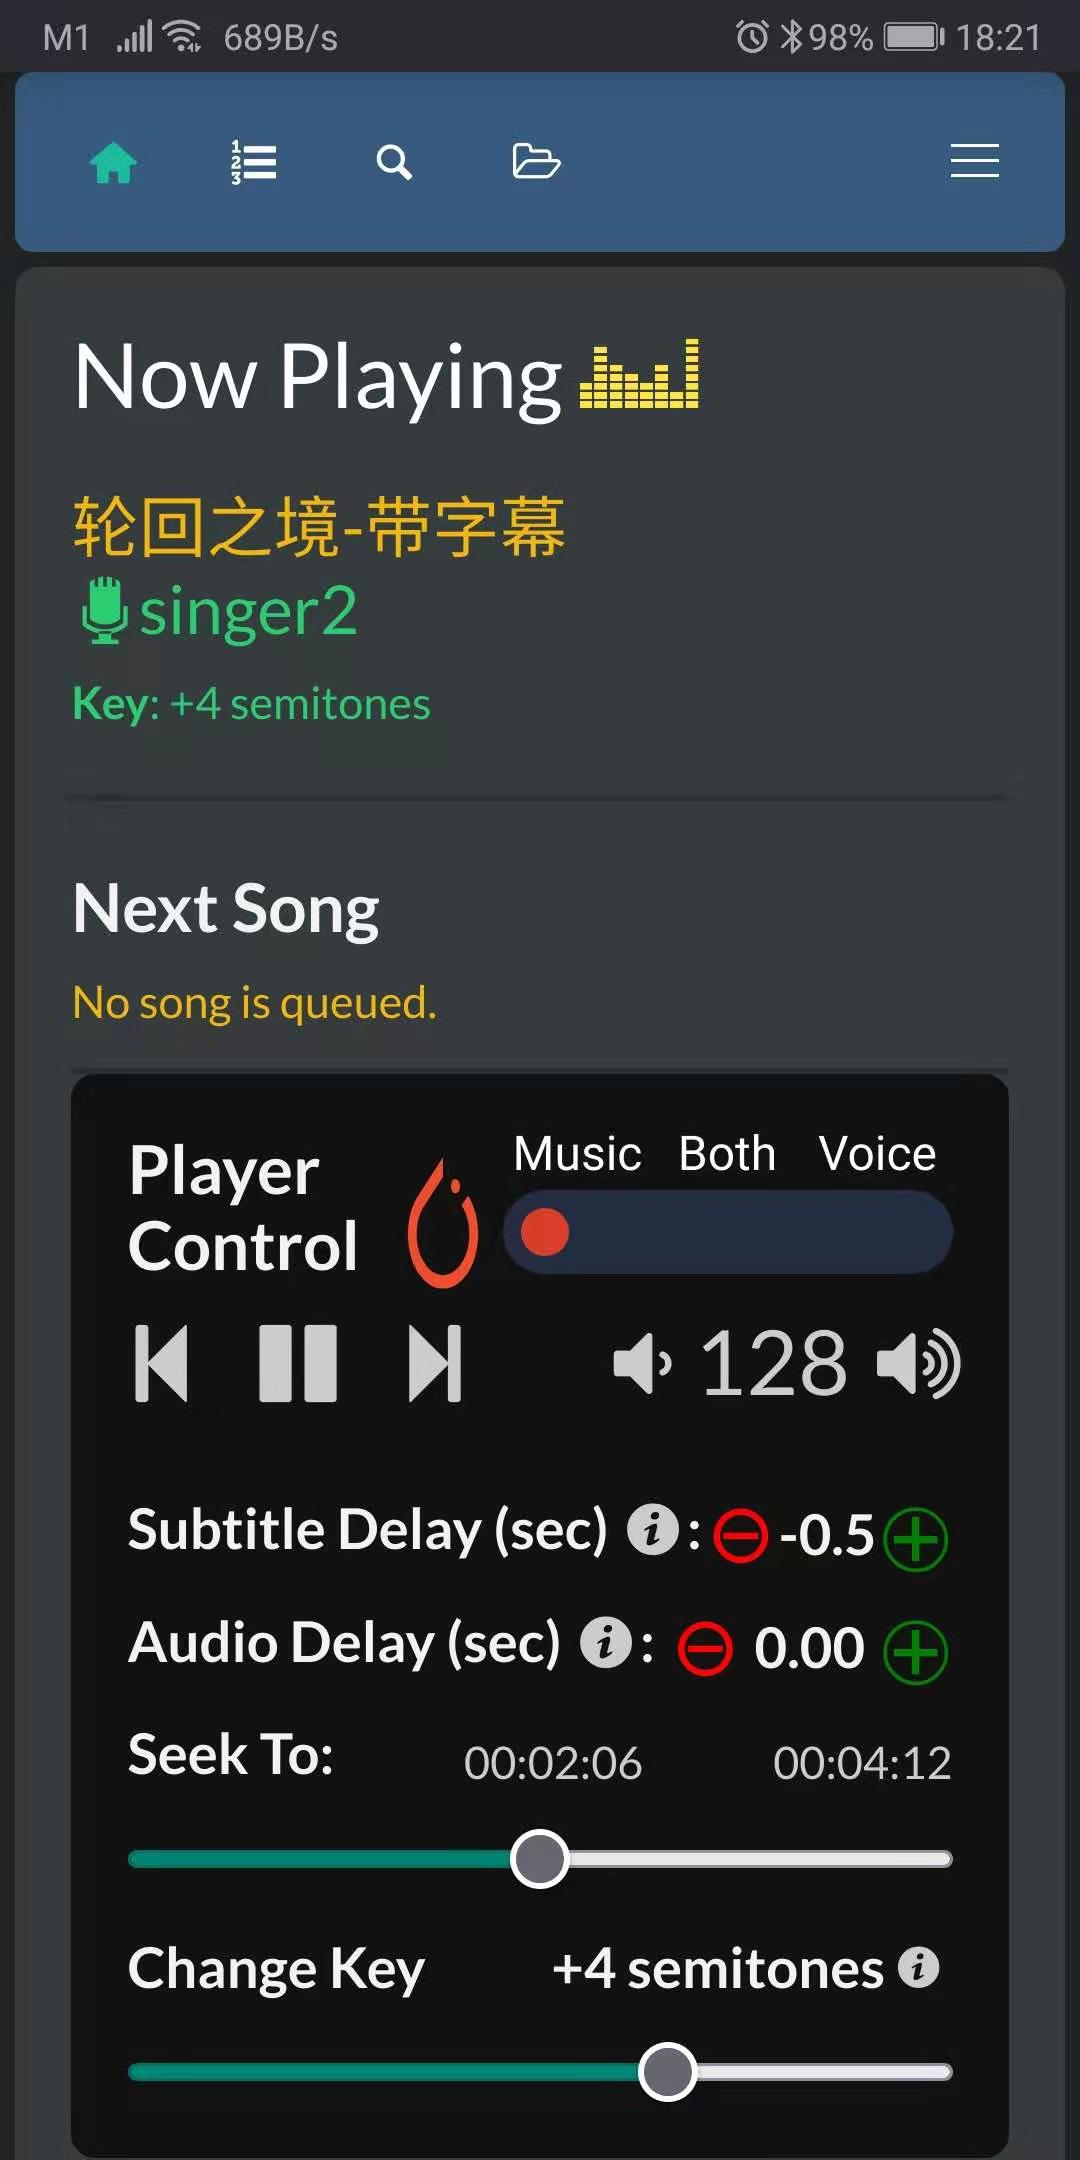 M1 689B/s 98% 18:21
Now Playing
轮回之境-带字幕
singer2
Key: +4 semitones
Next Song
No song is queued.
Player Control
Music Both Voice
128
Subtitle Delay (sec) i : -0.5
Audio Delay (sec) i : 0.00
Seek To: 00:02:06 00:04:12
Change Key +4 semitones i